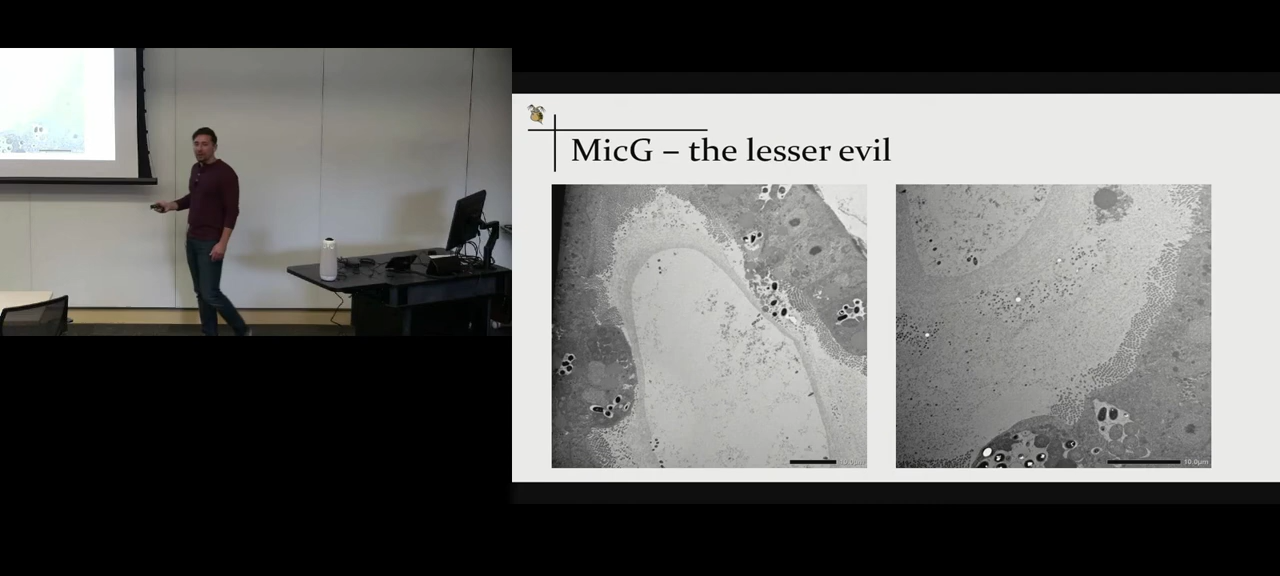 MicG – the lesser evil
10.0µm